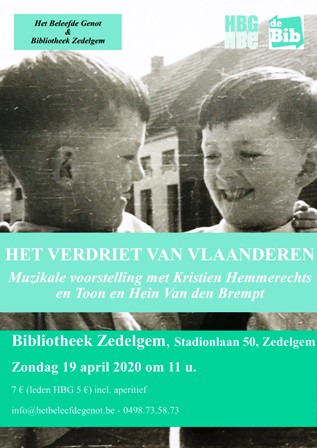 Het Beleefde Genot
&
Bibliotheek Zedelgem
HBG
HBG
de
Bib
HET VERDRIET VAN VLAANDEREN
Muzikale voorstelling met Kristien Hemmerechts
en Toon en Hein Van den Brempt
Bibliotheek Zedelgem, Stadionlaan 50, Zedelgem
Zondag 19 april 2020 om 11 u.
7 € (leden HBG 5 €) incl. aperitief
info@hetbeleefdegenot.be - 0498.73.58.73